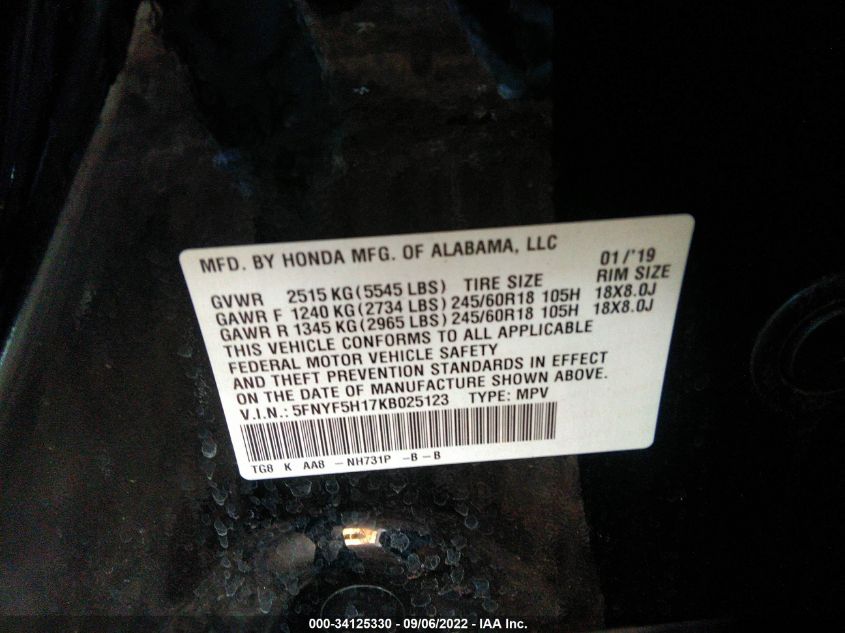 MFD. BY HONDA MFG. OF ALABAMA, LLC 01/'19
GVWR 2515 KG (5545 LBS) TIRE SIZE RIM SIZE
GAWR F 1240 KG (2734 LBS) 245/60R18 105H 18X8.0J
GAWR R 1345 KG (2965 LBS) 245/60R18 105H 18X8.0J
THIS VEHICLE CONFORMS TO ALL APPLICABLE
FEDERAL MOTOR VEHICLE SAFETY
AND THEFT PREVENTION STANDARDS IN EFFECT
ON THE DATE OF MANUFACTURE SHOWN ABOVE.
V.I.N.: 5FNYF5H17KB025123 TYPE: MPV
TG8 K AA8 - NH731P - B - B
000-34125330 - 09/06/2022 - IAA Inc.